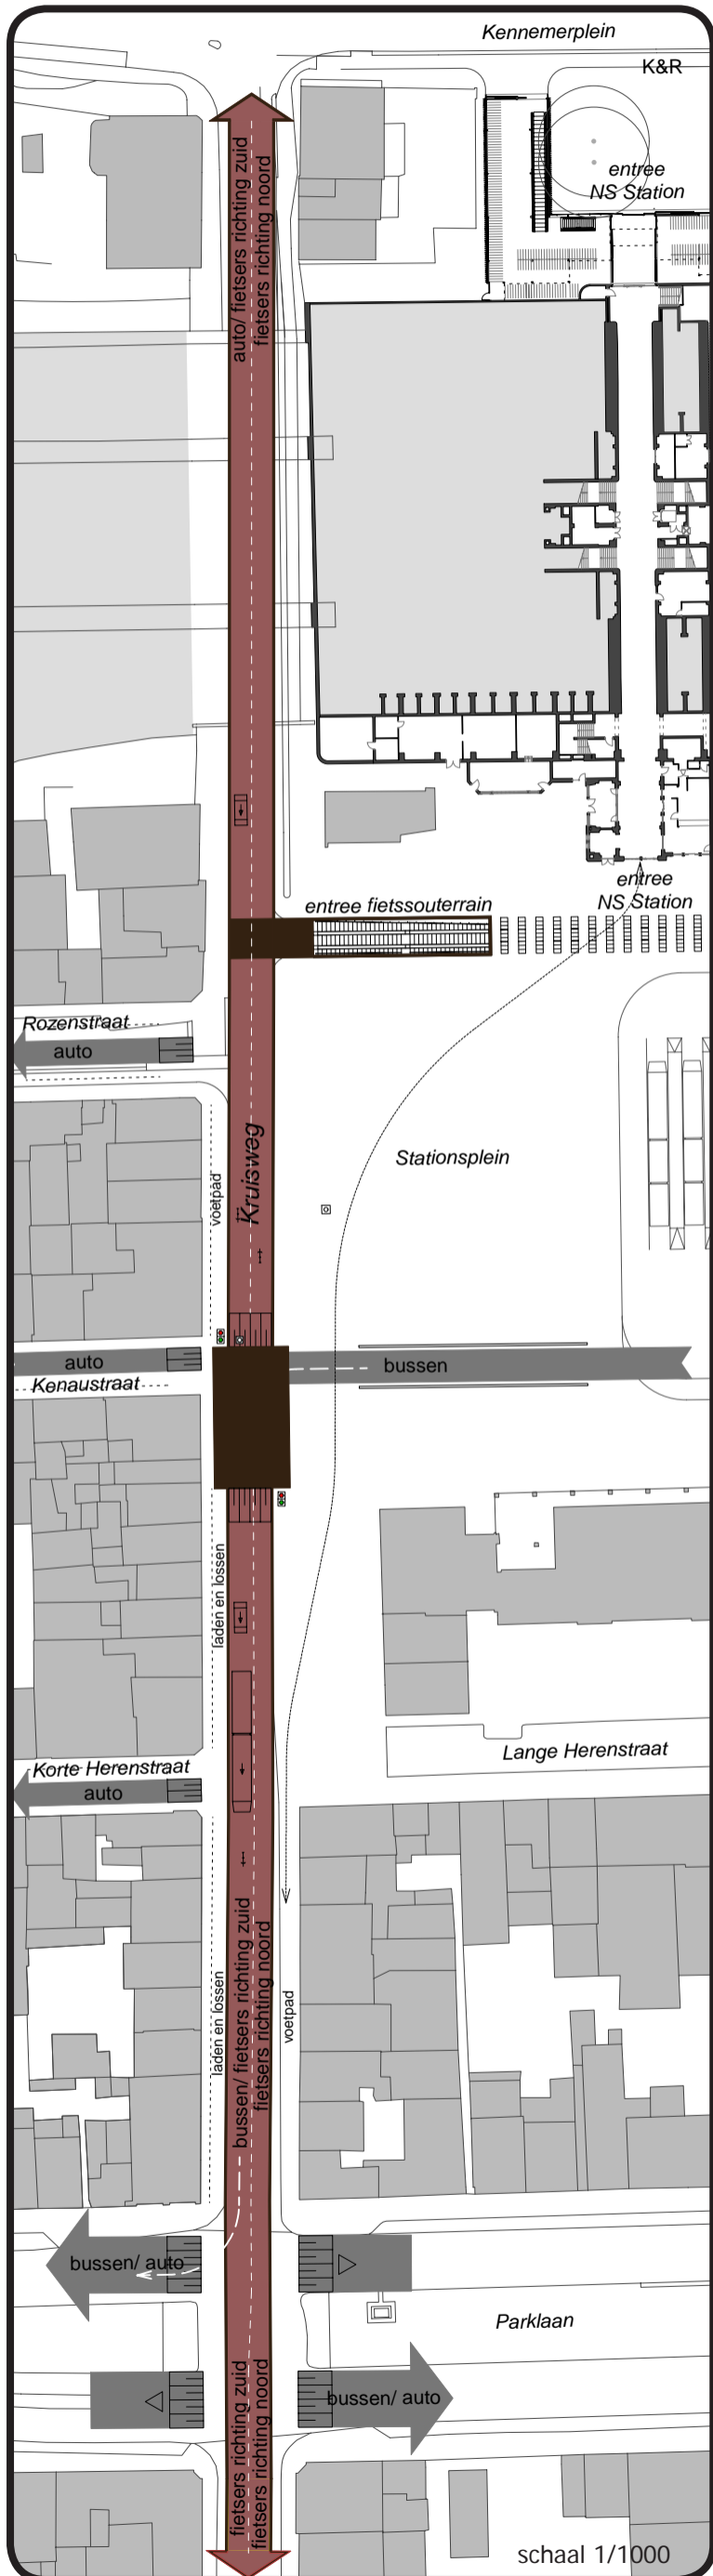 Kennemerplein
K&R
entree
NS Station
auto/ fietsers richting zuid
fietsers richting noord
entree fietssouterrain
entree
NS Station
Rozenstraat
auto
Kruisweg
voetpad
Stationsplein
auto
bussen
Kenaustraat
laden en lossen
Lange Herenstraat
Korte Herenstraat
auto
bussen/ fietsers richting zuid
fietsers richting noord
laden en lossen
voetpad
bussen/ auto
Parklaan
bussen/ auto
fietsers richting zuid
fietsers richting noord
schaal 1/1000